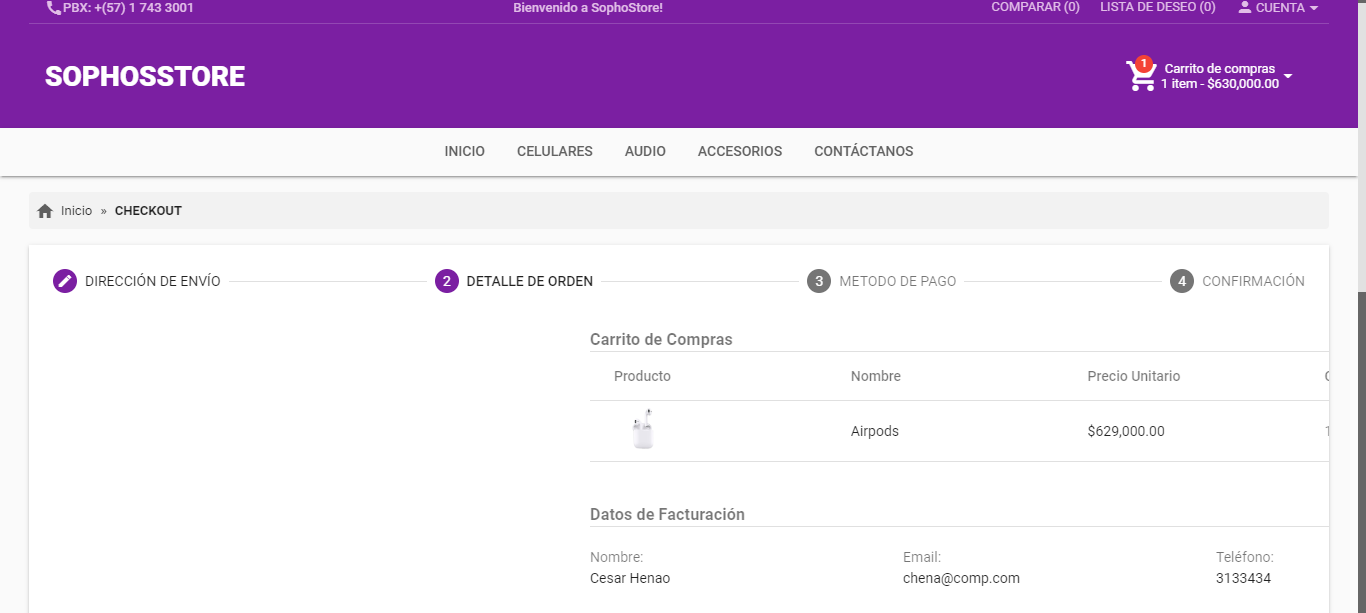 PBX: +(57) 1 743 3001
Bienvenido a SophoStore!
COMPARAR (0) LISTA DE DESEO (0) CUENTA
SOPHOSSTORE
1
Carrito de compras
1 item - $630,000.00
INICIO CELULARES AUDIO ACCESORIOS CONTÁCTANOS
Inicio » CHECKOUT
DIRECCIÓN DE ENVÍO 2 DETALLE DE ORDEN 3 METODO DE PAGO 4 CONFIRMACIÓN
Carrito de Compras
Producto Nombre Precio Unitario
Airpods $629,000.00
Datos de Facturación
Nombre: Email: Teléfono:
Cesar Henao chena@comp.com 3133434